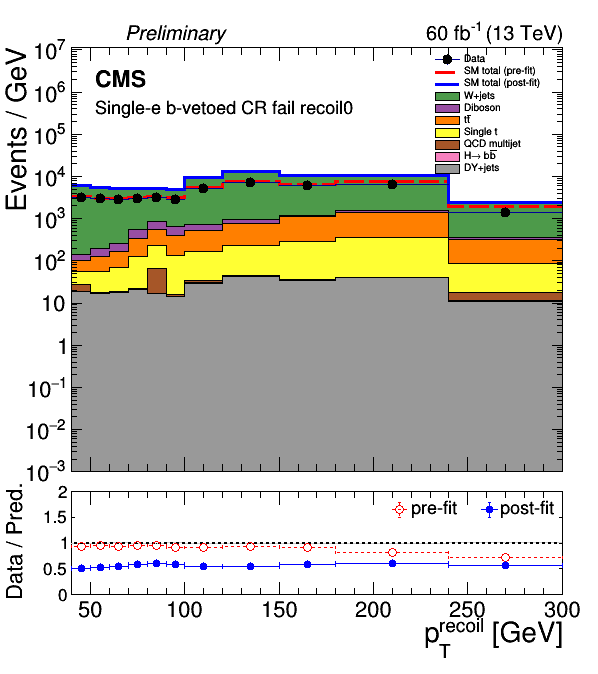 Preliminary 60 fb⁻¹ (13 TeV)
CMS
Single-e b-vetoed CR fail recoil0
Data
SM total (pre-fit)
SM total (post-fit)
W+jets
Diboson
tt̅
Single t
QCD multijet
H→ bb̅
DY+jets
Events / GeV
10⁷
10⁶
10⁵
10⁴
10³
10²
10
1
10⁻¹
10⁻²
10⁻³
pre-fit post-fit
Data / Pred.
2
1.5
1
0.5
0
50 100 150 200 250 300
p_T^recoil [GeV]